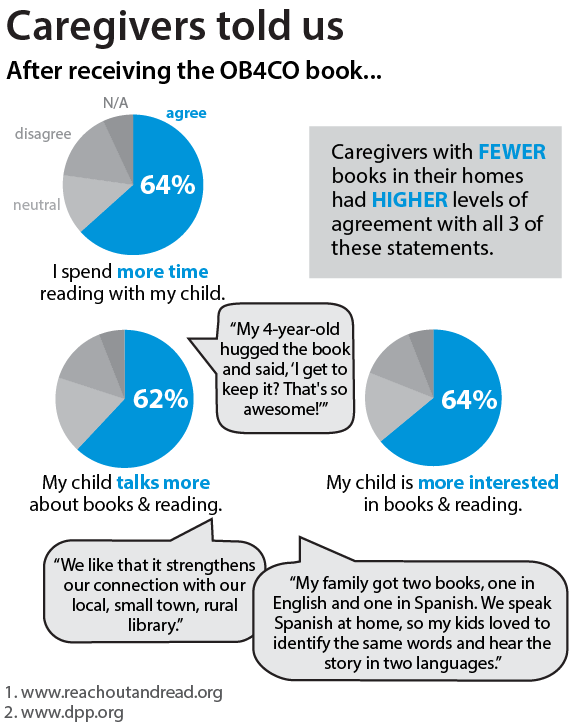 Caregivers told us
After receiving the OB4CO book...
N/A
agree
disagree
64%
neutral
I spend more time
reading with my child.
Caregivers with FEWER
books in their homes
had HIGHER levels of
agreement with all 3 of
these statements.
“My 4-year-old
hugged the book
and said, ‘I get to
keep it? That's so
awesome!’”
62%
My child talks more
about books & reading.
64%
My child is more interested
in books & reading.
“We like that it strengthens
our connection with our
local, small town, rural
library.”
“My family got two books, one in
English and one in Spanish. We speak
Spanish at home, so my kids loved to
identify the same words and hear the
story in two languages.”
1. www.reachoutandread.org
2. www.dpp.org